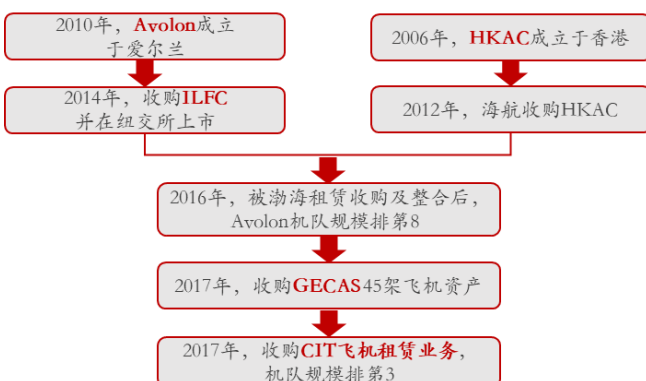 2010年，Avolon成立
于爱尔兰
2006年，HKAC成立于香港
2014年，收购ILFC
并在纽交所上市
2012年，海航收购HKAC
2016年，被渤海租赁收购及整合后，
Avolon机队规模排第8
2017年，收购GECAS45架飞机资产
2017年，收购CIT飞机租赁业务，
机队规模排第3